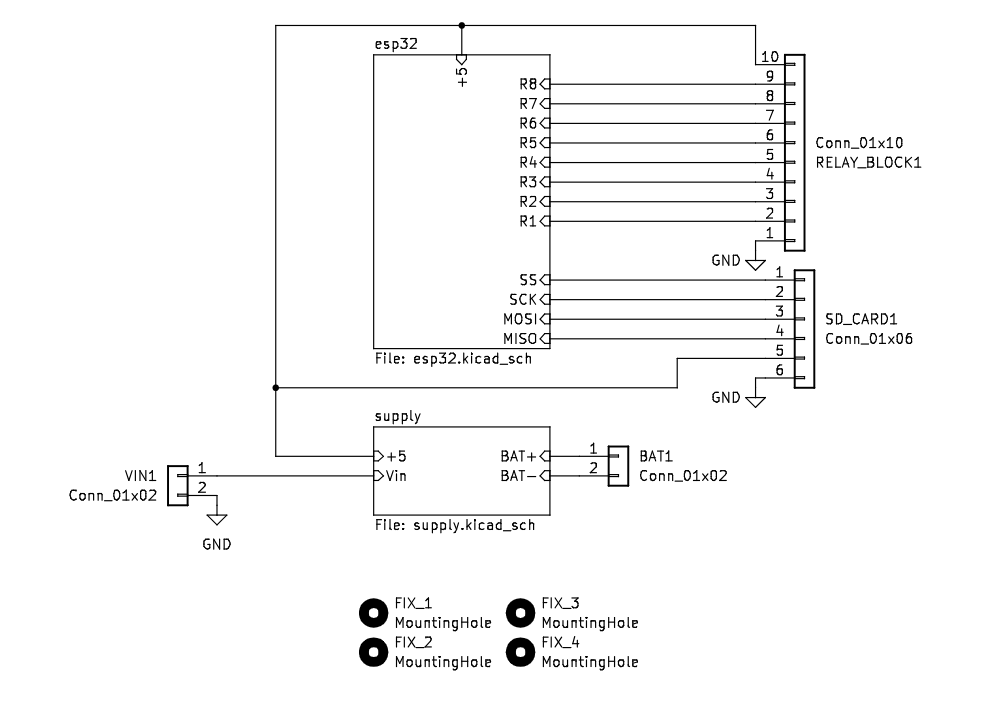 esp32
+5
R8
R7
R6
R5
R4
R3
R2
R1
SS
SCK
MOSI
MISO
File: esp32.kicad_sch
10
9
8
7
6
5
4
3
2
1
Conn_01x10
RELAY_BLOCK1
GND
1
2
3
4
5
6
SD_CARD1
Conn_01x06
GND
supply
+5
Vin
BAT+
BAT-
File: supply.kicad_sch
1
2
BAT1
Conn_01x02
VIN1
Conn_01x02
1
2
GND
FIX_1
MountingHole
FIX_2
MountingHole
FIX_3
MountingHole
FIX_4
MountingHole